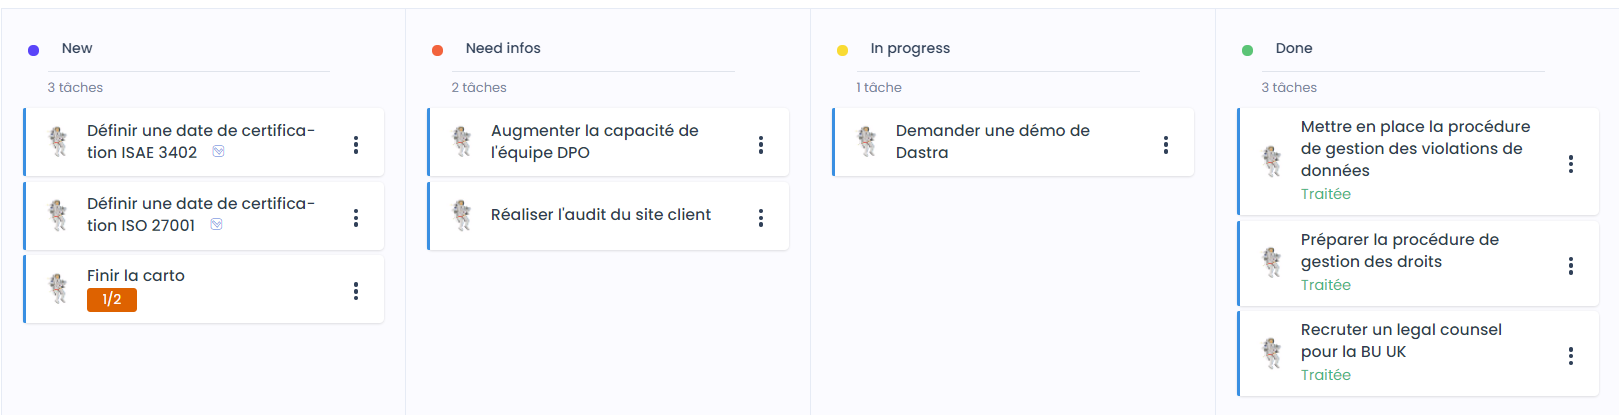 New
3 tâches
Définir une date de certifica-
tion ISAE 3402
Définir une date de certifica-
tion ISO 27001
Finir la carto
1/2
Need infos
2 tâches
Augmenter la capacité de
l'équipe DPO
Réaliser l'audit du site client
In progress
1 tâche
Demander une démo de
Dastra
Done
3 tâches
Mettre en place la procédure
de gestion des violations de
données
Traitée
Préparer la procédure de
gestion des droits
Traitée
Recruter un legal counsel
pour la BU UK
Traitée